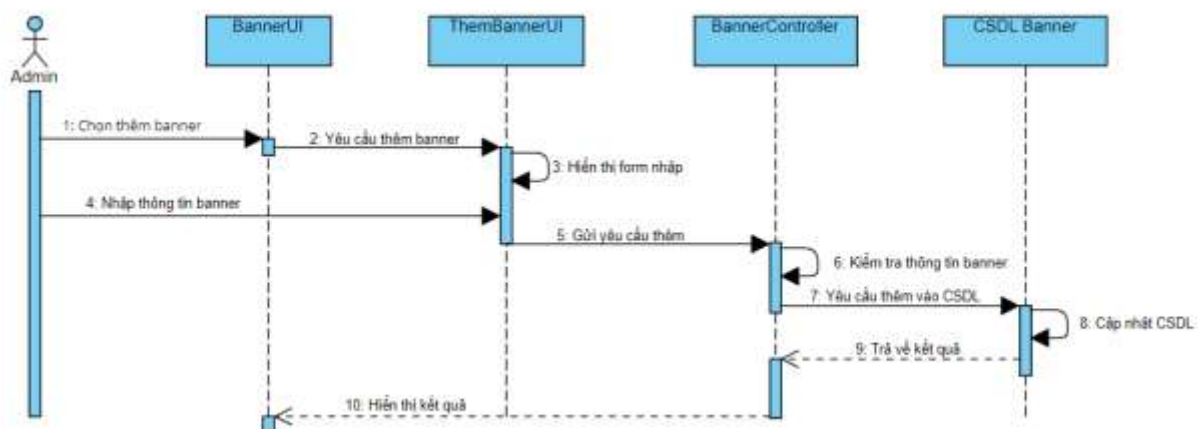 BannerUI
ThemBannerUI
BannerController
CSDL Banner
Admin
1: Chọn thêm banner
2: Yêu cầu thêm banner
3: Hiển thị form nhập
4: Nhập thông tin banner
5: Gửi yêu cầu thêm
6: Kiểm tra thông tin banner
7: Yêu cầu thêm vào CSDL
8: Cập nhật CSDL
9: Trả về kết quả
10: Hiển thị kết quả